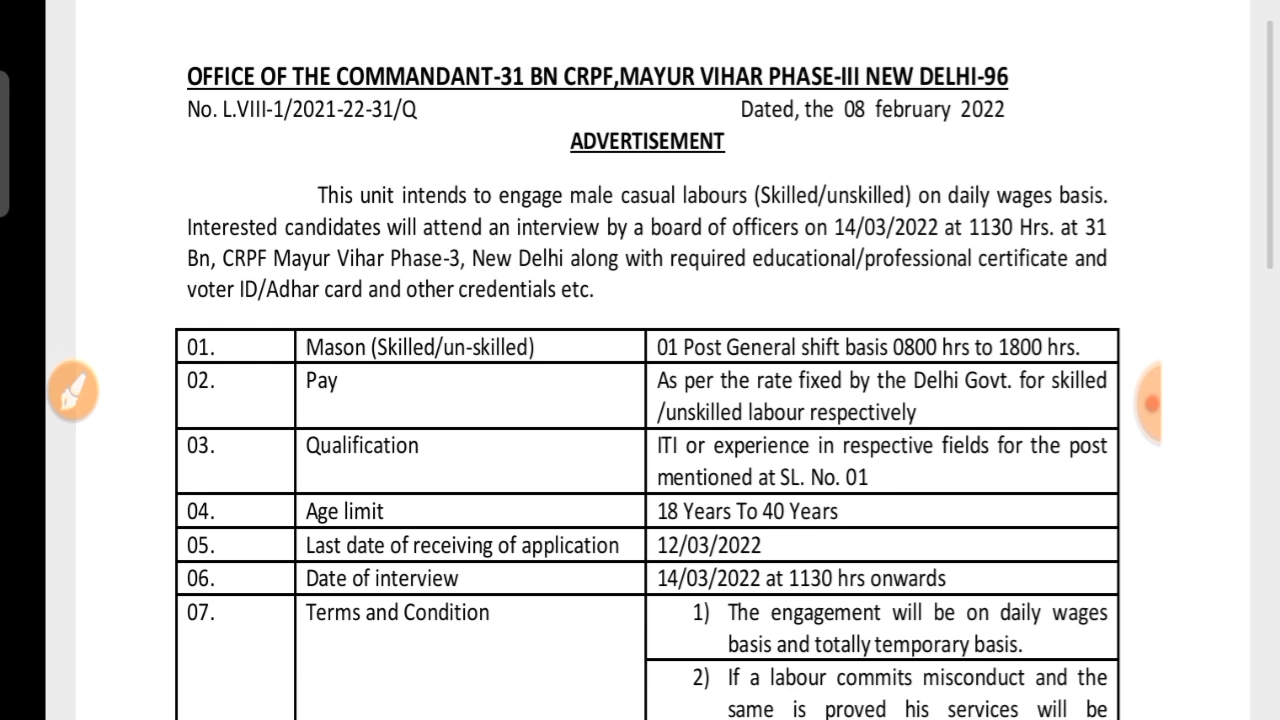 OFFICE OF THE COMMANDANT-31 BN CRPF,MAYUR VIHAR PHASE-III NEW DELHI-96
No. L.VIII-1/2021-22-31/Q Dated, the 08 february 2022
ADVERTISEMENT
This unit intends to engage male casual labours (Skilled/unskilled) on daily wages basis.
Interested candidates will attend an interview by a board of officers on 14/03/2022 at 1130 Hrs. at 31
Bn, CRPF Mayur Vihar Phase-3, New Delhi along with required educational/professional certificate and
voter ID/Adhar card and other credentials etc.
01. Mason (Skilled/un-skilled) 01 Post General shift basis 0800 hrs to 1800 hrs.
02. Pay As per the rate fixed by the Delhi Govt. for skilled
/unskilled labour respectively
03. Qualification ITI or experience in respective fields for the post
mentioned at SL. No. 01
04. Age limit 18 Years To 40 Years
05. Last date of receiving of application 12/03/2022
06. Date of interview 14/03/2022 at 1130 hrs onwards
07. Terms and Condition 1) The engagement will be on daily wages
basis and totally temporary basis.
2) If a labour commits misconduct and the
same is proved his services will be